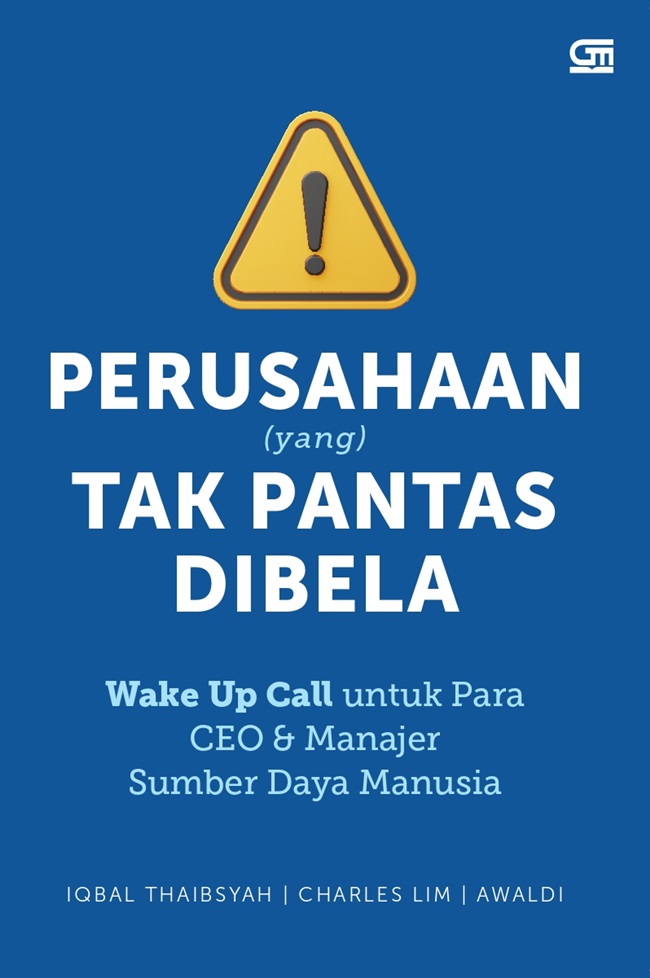 GM
PERUSAHAAN
(yang)
TAK PANTAS
DIBELA
Wake Up Call untuk Para
CEO & Manajer
Sumber Daya Manusia
IQBAL THAIBSYAH | CHARLES LIM | AWALDI